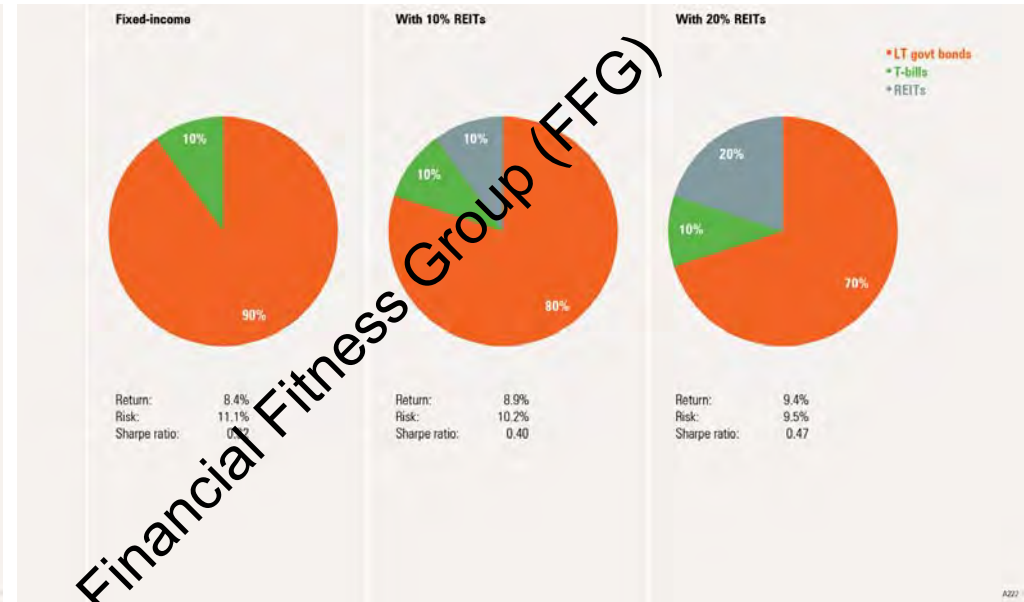 Fixed-income
10%
90%
Return: 8.4%
Risk: 11.1%
Sharpe ratio:
With 10% REITs
10%
10%
80%
Return: 8.9%
Risk: 10.2%
Sharpe ratio: 0.40
With 20% REITs
LT govt bonds
T-bills
REITs
20%
10%
70%
Return: 9.4%
Risk: 9.5%
Sharpe ratio: 0.47
Financial Fitness Group (FFG)